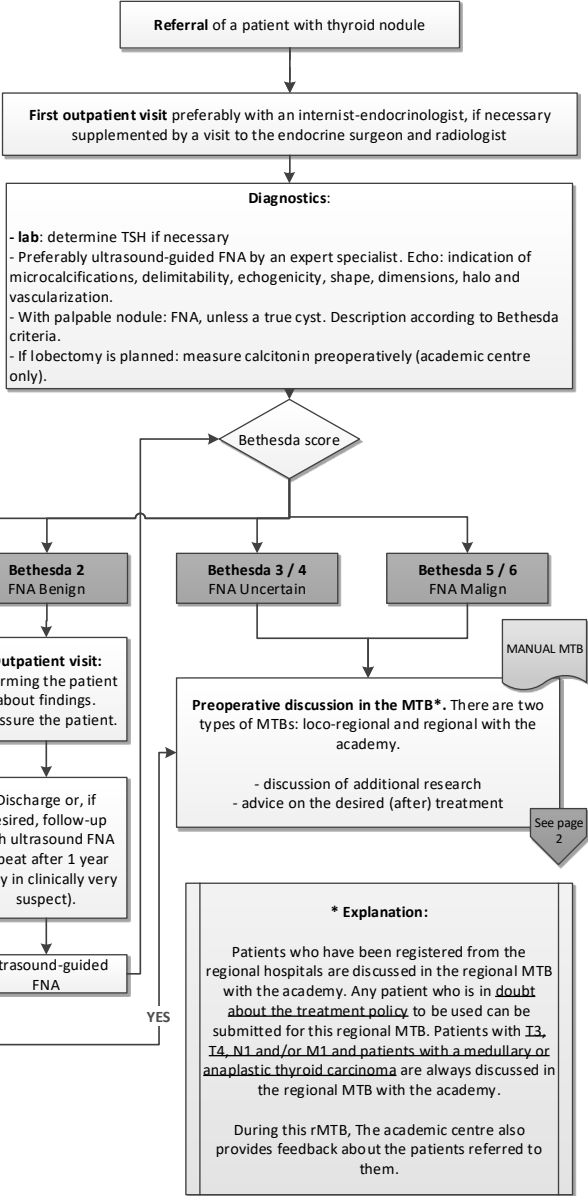 Referral of a patient with thyroid nodule
First outpatient visit preferably with an internist-endocrinologist, if necessary
supplemented by a visit to the endocrine surgeon and radiologist
Diagnostics:
- lab: determine TSH if necessary
- Preferably ultrasound-guided FNA by an expert specialist. Echo: indication of
microcalcifications, delimitability, echogenicity, shape, dimensions, halo and
vascularization.
- With palpable nodule: FNA, unless a true cyst. Description according to Bethesda
criteria.
- If lobectomy is planned: measure calcitonin preoperatively (academic centre
only).
Bethesda score
Bethesda 2
FNA Benign
Bethesda 3 / 4
FNA Uncertain
Bethesda 5 / 6
FNA Malign
visit:
the patient
about findings.
the patient.
Discharge or, if
follow-up
ultrasound FNA
after 1 year
in clinically very
suspect).
FNA
MANUAL MTB
Preoperative discussion in the MTB*. There are two
types of MTBs: loco-regional and regional with the
academy.
- discussion of additional research
- advice on the desired (after) treatment
See page
2
YES
* Explanation:
Patients who have been registered from the
regional hospitals are discussed in the regional MTB
with the academy. Any patient who is in doubt
about the treatment policy to be used can be
submitted for this regional MTB. Patients with T3,
T4, N1 and/or M1 and patients with a medullary or
anaplastic thyroid carcinoma are always discussed in
the regional MTB with the academy.
During this rMTB, The academic centre also
provides feedback about the patients referred to
them.